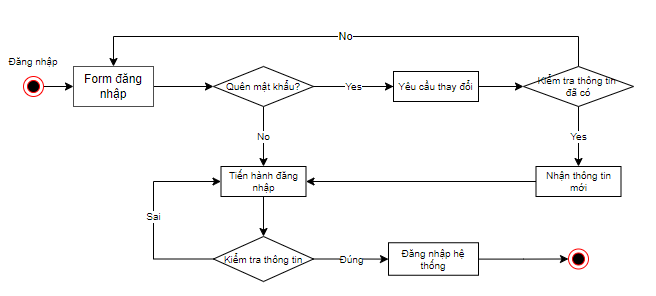 No
Đăng nhập
Form đăng
nhập
Quên mật khẩu?
Yes
Yêu cầu thay đổi
Kiểm tra thông tin
đã có
No
Yes
Tiến hành đăng
nhập
Nhận thông tin
mới
Sai
Kiểm tra thông tin
Đúng
Đăng nhập hệ
thống